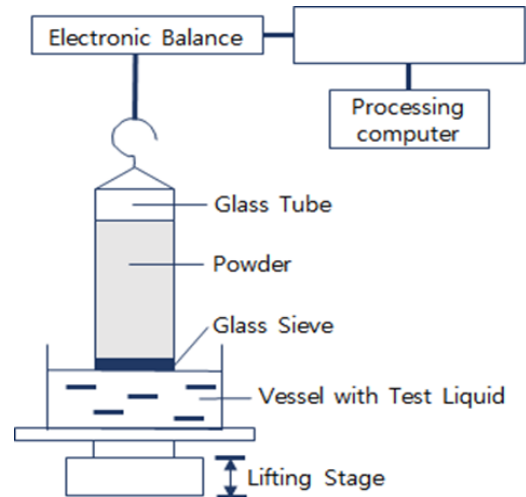 Electronic Balance
Processing
computer
Glass Tube
Powder
Glass Sieve
Vessel with Test Liquid
Lifting Stage